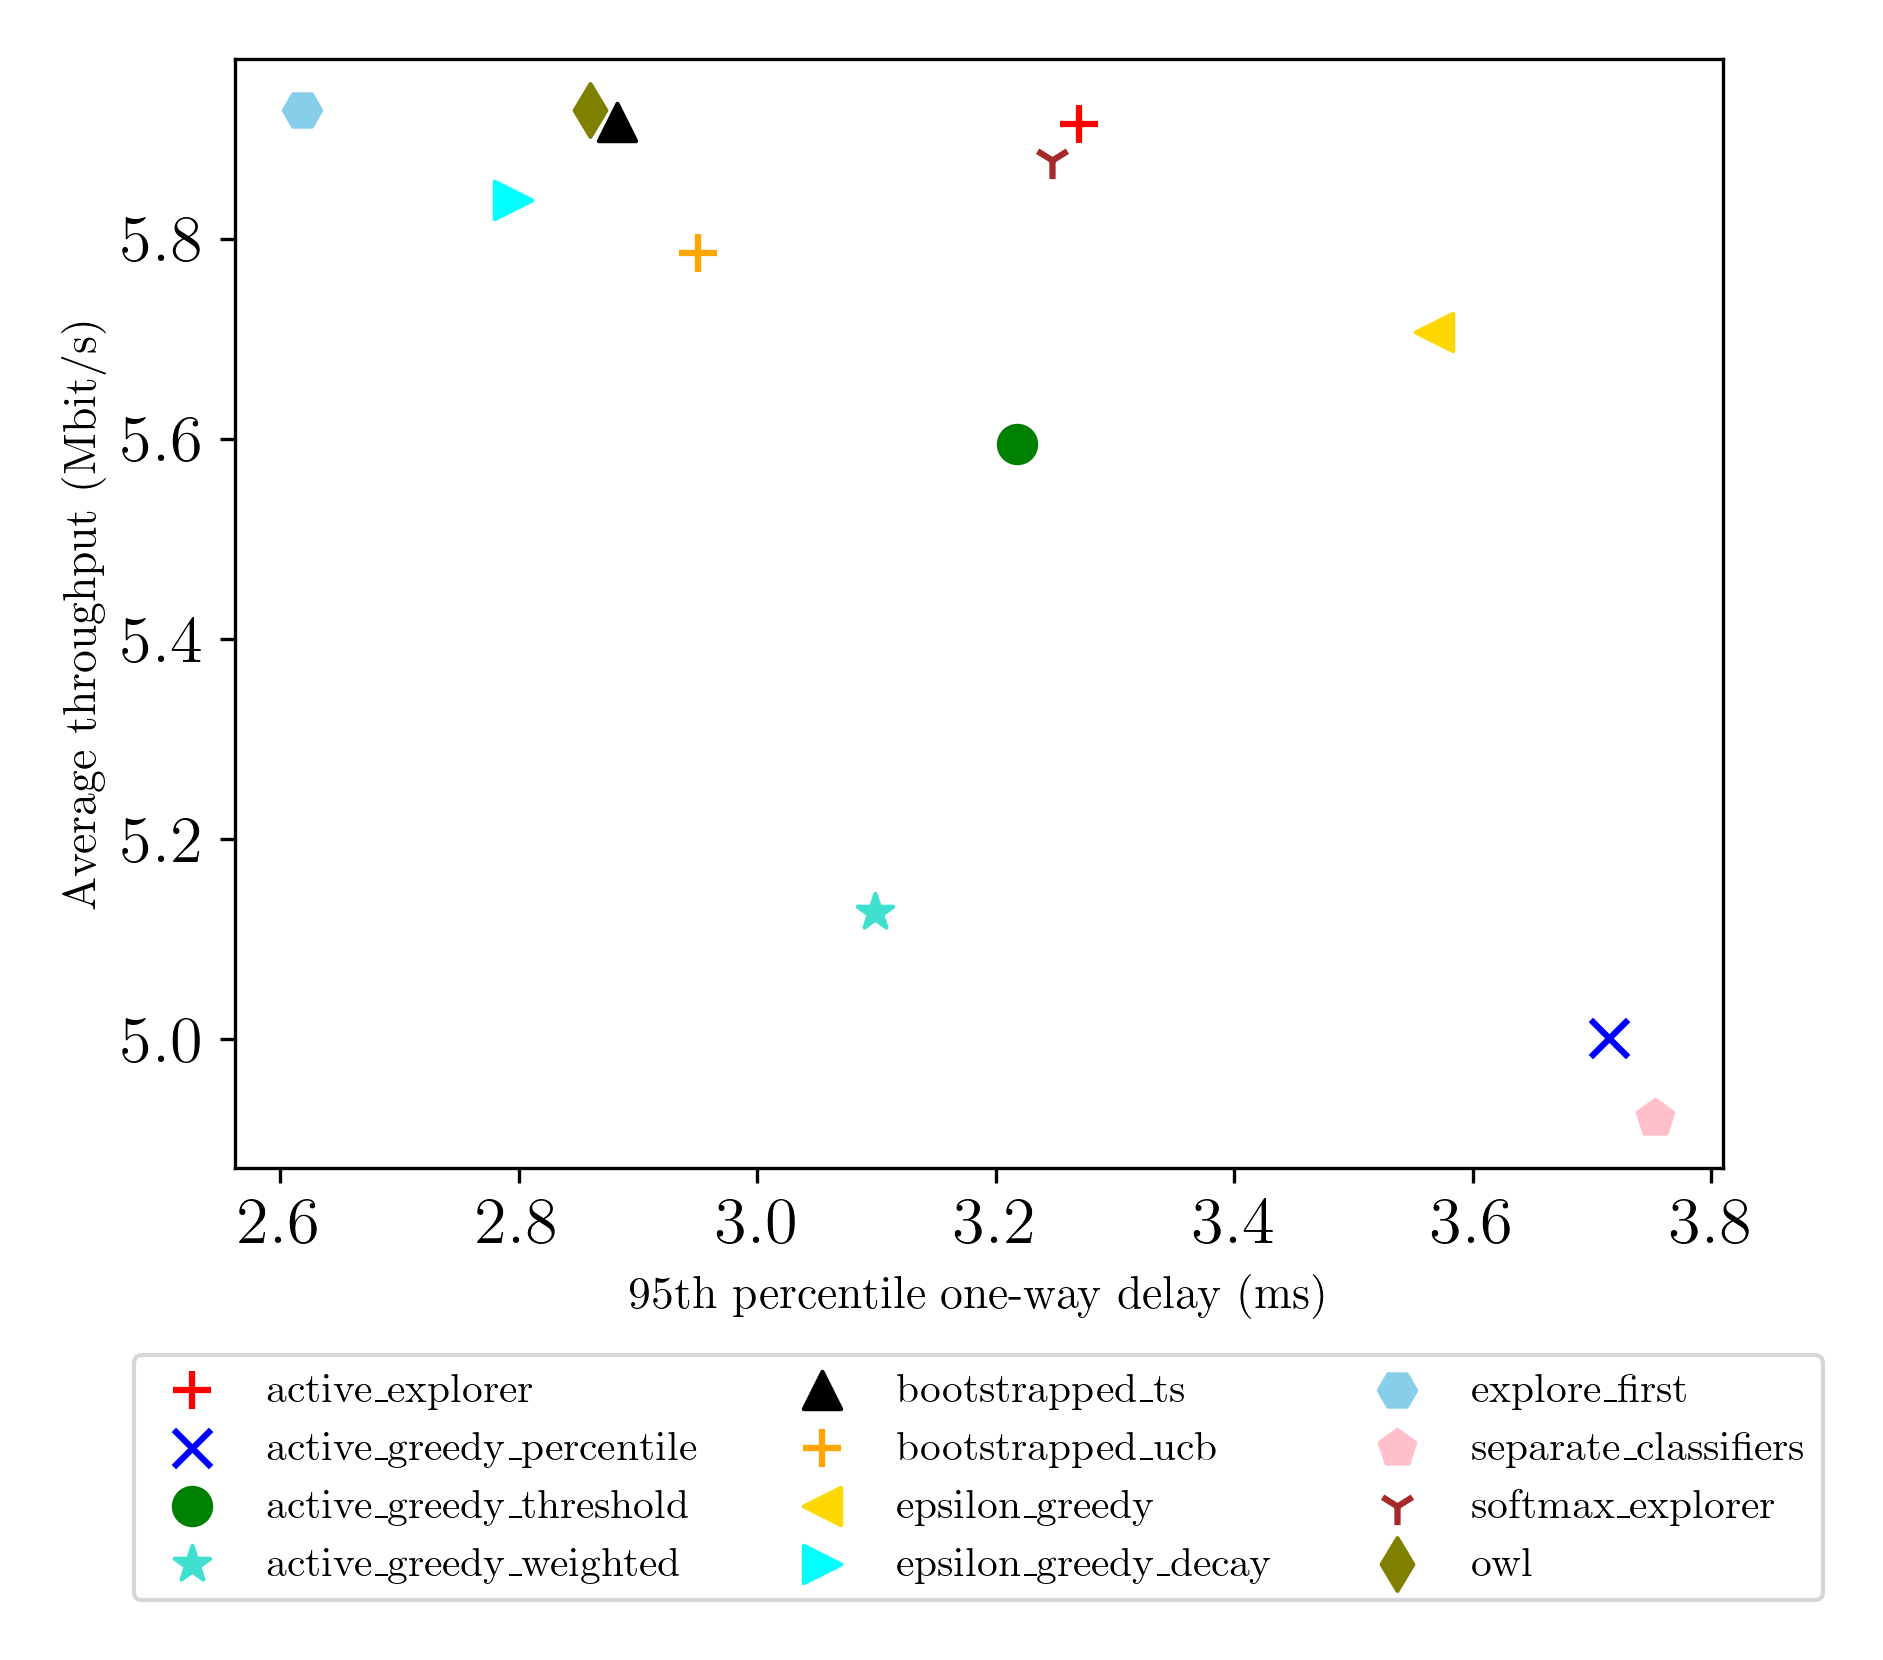 Average throughput (Mbit/s)
5.8
5.6
5.4
5.2
5.0
2.6 2.8 3.0 3.2 3.4 3.6 3.8
95th percentile one-way delay (ms)
active_explorer
active_greedy_percentile
active_greedy_threshold
active_greedy_weighted
bootstrapped_ts
bootstrapped_ucb
epsilon_greedy
epsilon_greedy_decay
explore_first
separate_classifiers
softmax_explorer
owl